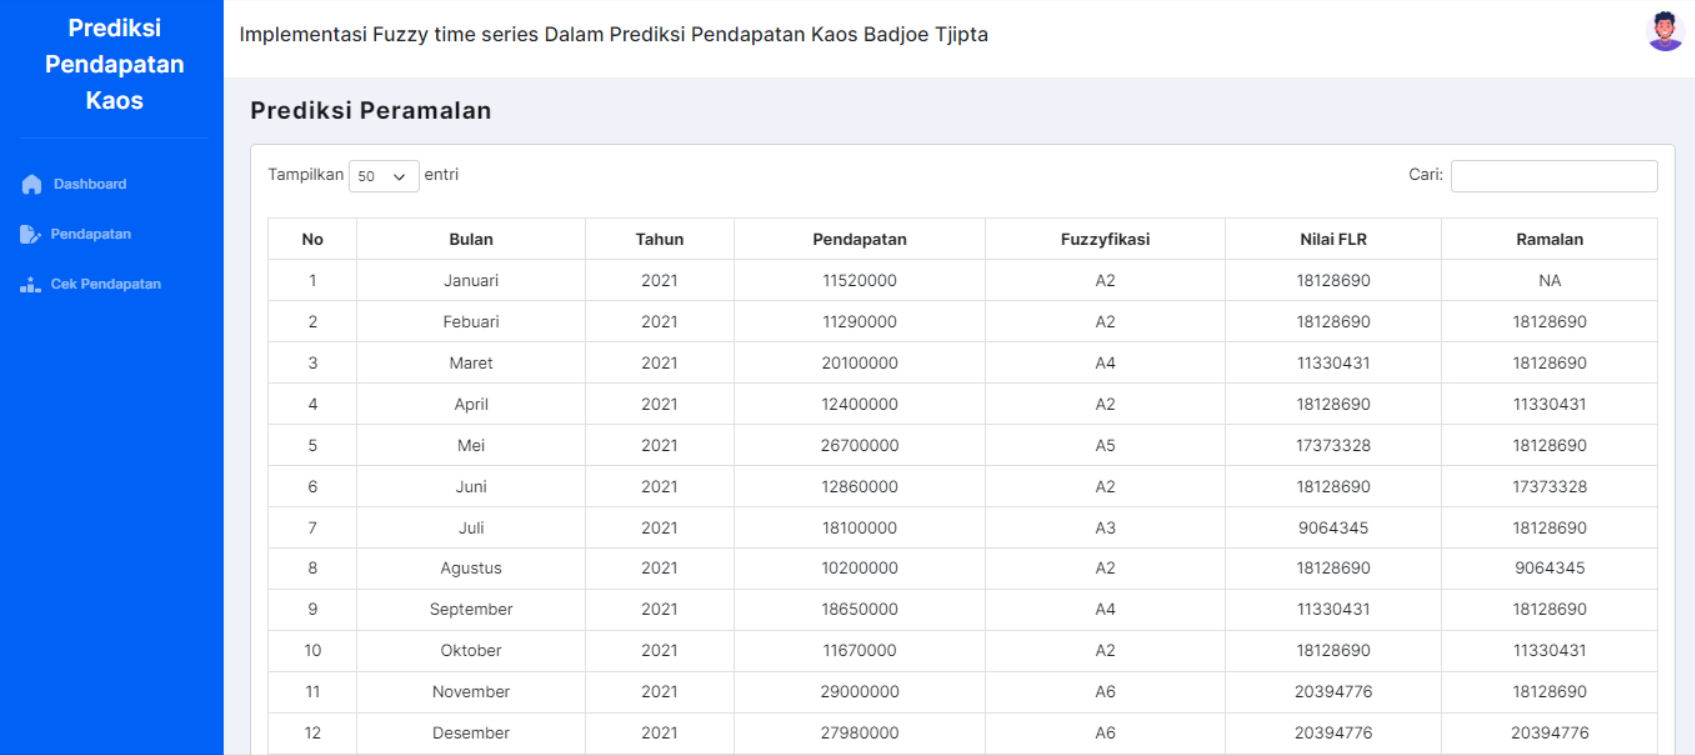 Prediksi
Pendapatan
Kaos
Dashboard
Pendapatan
Cek Pendapatan
Implementasi Fuzzy time series Dalam Prediksi Pendapatan Kaos Badjoe Tjipta
Prediksi Peramalan
Tampilkan 50 entri
Cari:
No Bulan Tahun Pendapatan Fuzzyfikasi Nilai FLR Ramalan
1 Januari 2021 11520000 A2 18128690 NA
2 Febuari 2021 11290000 A2 18128690 18128690
3 Maret 2021 20100000 A4 11330431 18128690
4 April 2021 12400000 A2 18128690 11330431
5 Mei 2021 26700000 A5 17373328 18128690
6 Juni 2021 12860000 A2 18128690 17373328
7 Juli 2021 18100000 A3 9064345 18128690
8 Agustus 2021 10200000 A2 18128690 9064345
9 September 2021 18650000 A4 11330431 18128690
10 Oktober 2021 11670000 A2 18128690 11330431
11 November 2021 29000000 A6 20394776 18128690
12 Desember 2021 27980000 A6 20394776 20394776